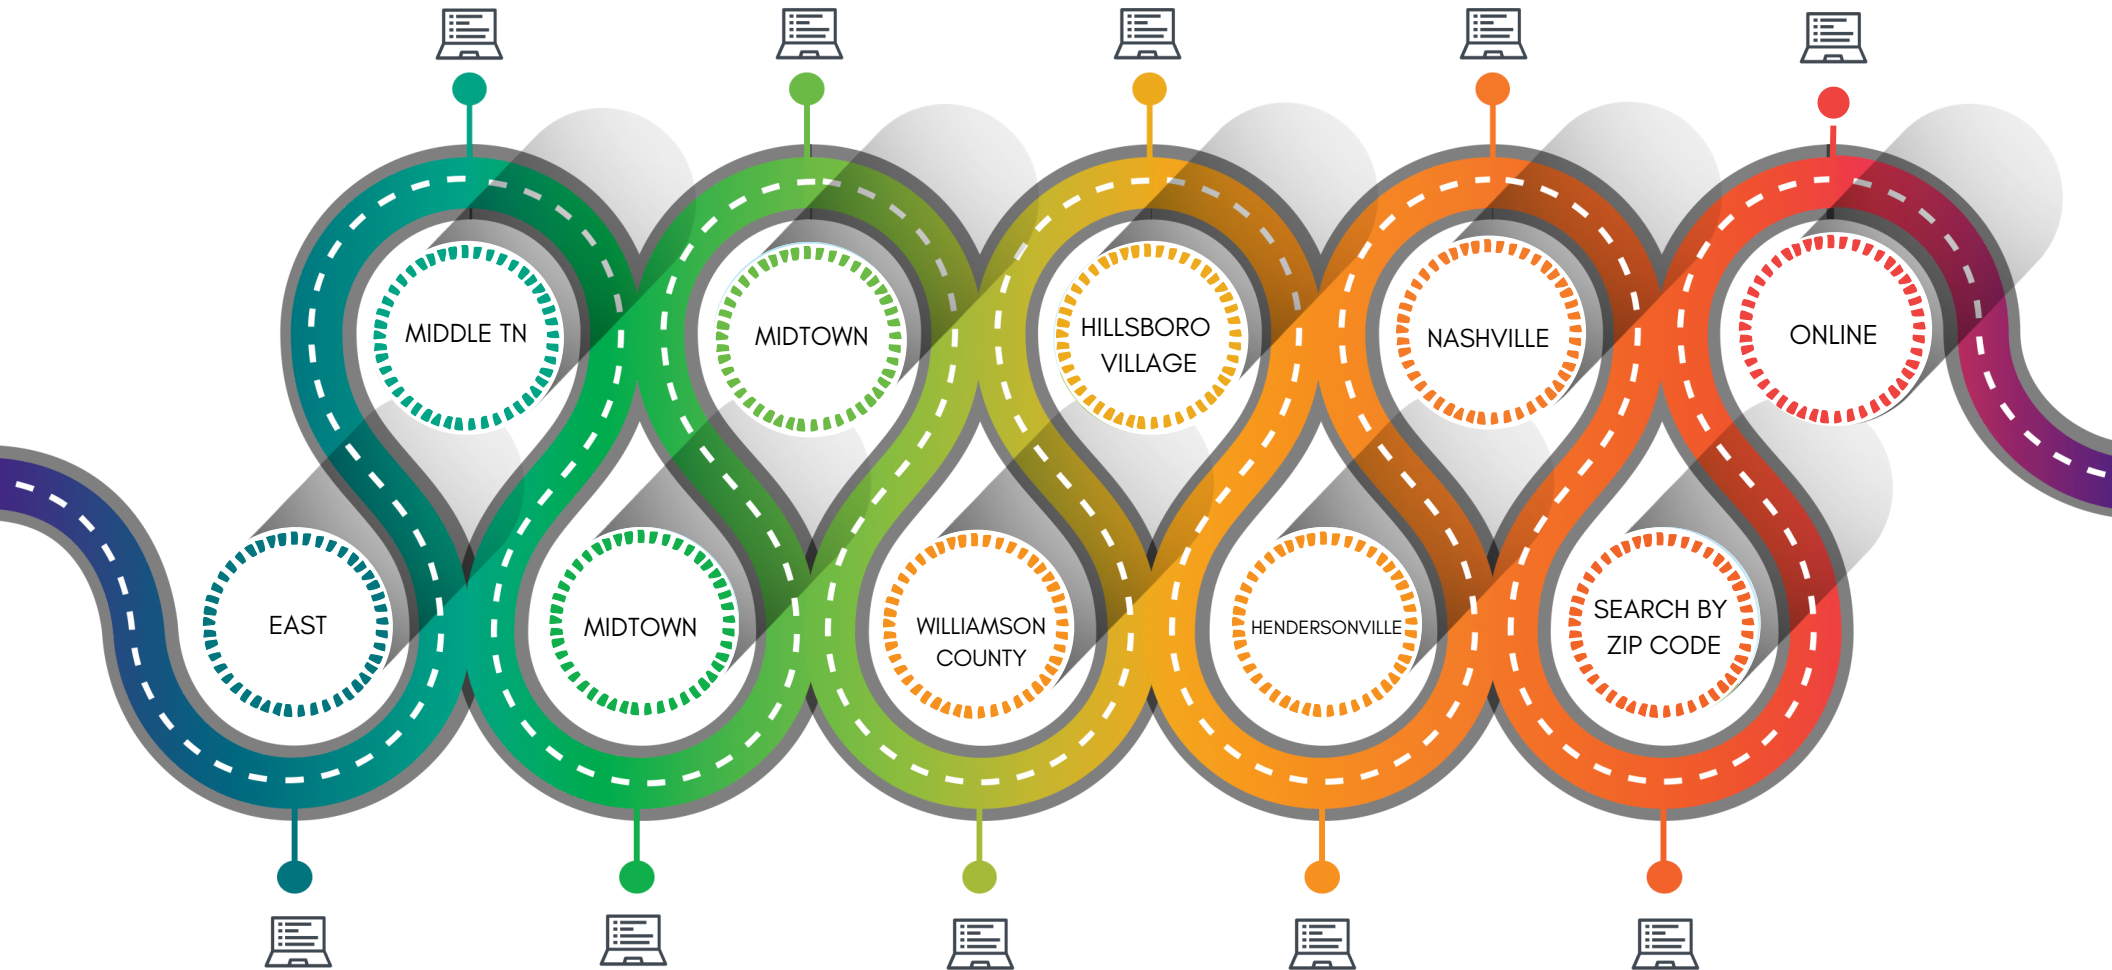 MIDDLE TN
MIDTOWN
HILLSBORO
VILLAGE
NASHVILLE
ONLINE
EAST
MIDTOWN
WILLIAMSON
COUNTY
HENDERSONVILLE
SEARCH BY
ZIP CODE